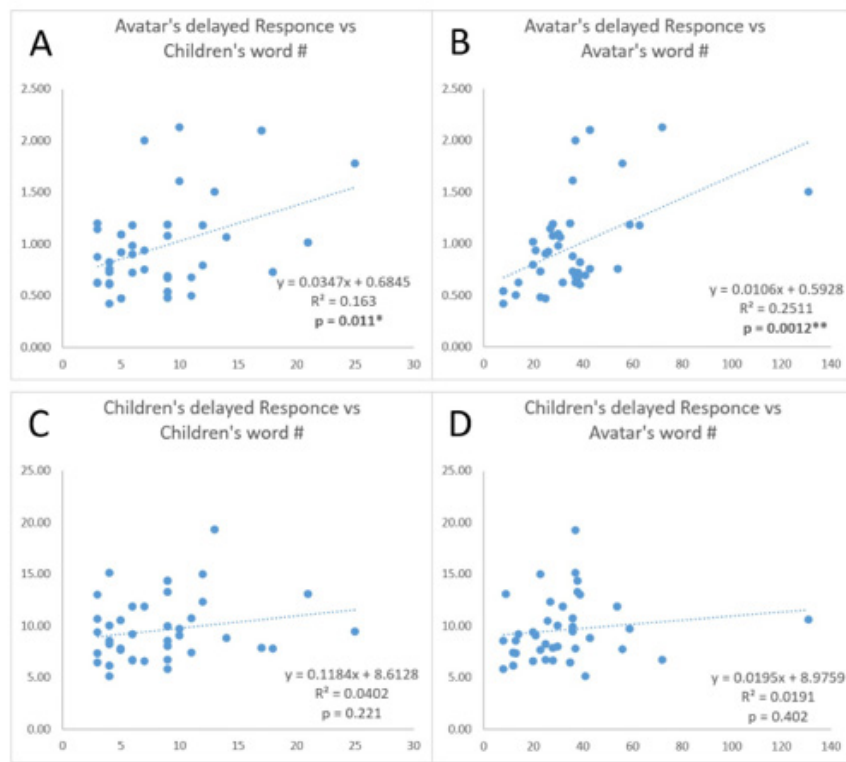 A
Avatar's delayed Responce vs
Children's word #
2.500
2.000
1.500
1.000
0.500
0.000
0 5 10 15 20 25 30
y = 0.0347x + 0.6845
R² = 0.163
p = 0.011*
B
Avatar's delayed Responce vs
Avatar's word #
2.500
2.000
1.500
1.000
0.500
0.000
0 20 40 60 80 100 120 140
y = 0.0106x + 0.5928
R² = 0.2511
p = 0.0012**
C
Children's delayed Responce vs
Children's word #
25.00
20.00
15.00
10.00
5.00
0.00
0 5 10 15 20 25 30
y = 0.1184x + 8.6128
R² = 0.0402
p = 0.221
D
Children's delayed Responce vs
Avatar's word #
25.00
20.00
15.00
10.00
5.00
0.00
0 20 40 60 80 100 120 140
y = 0.0195x + 8.9759
R² = 0.0191
p = 0.402